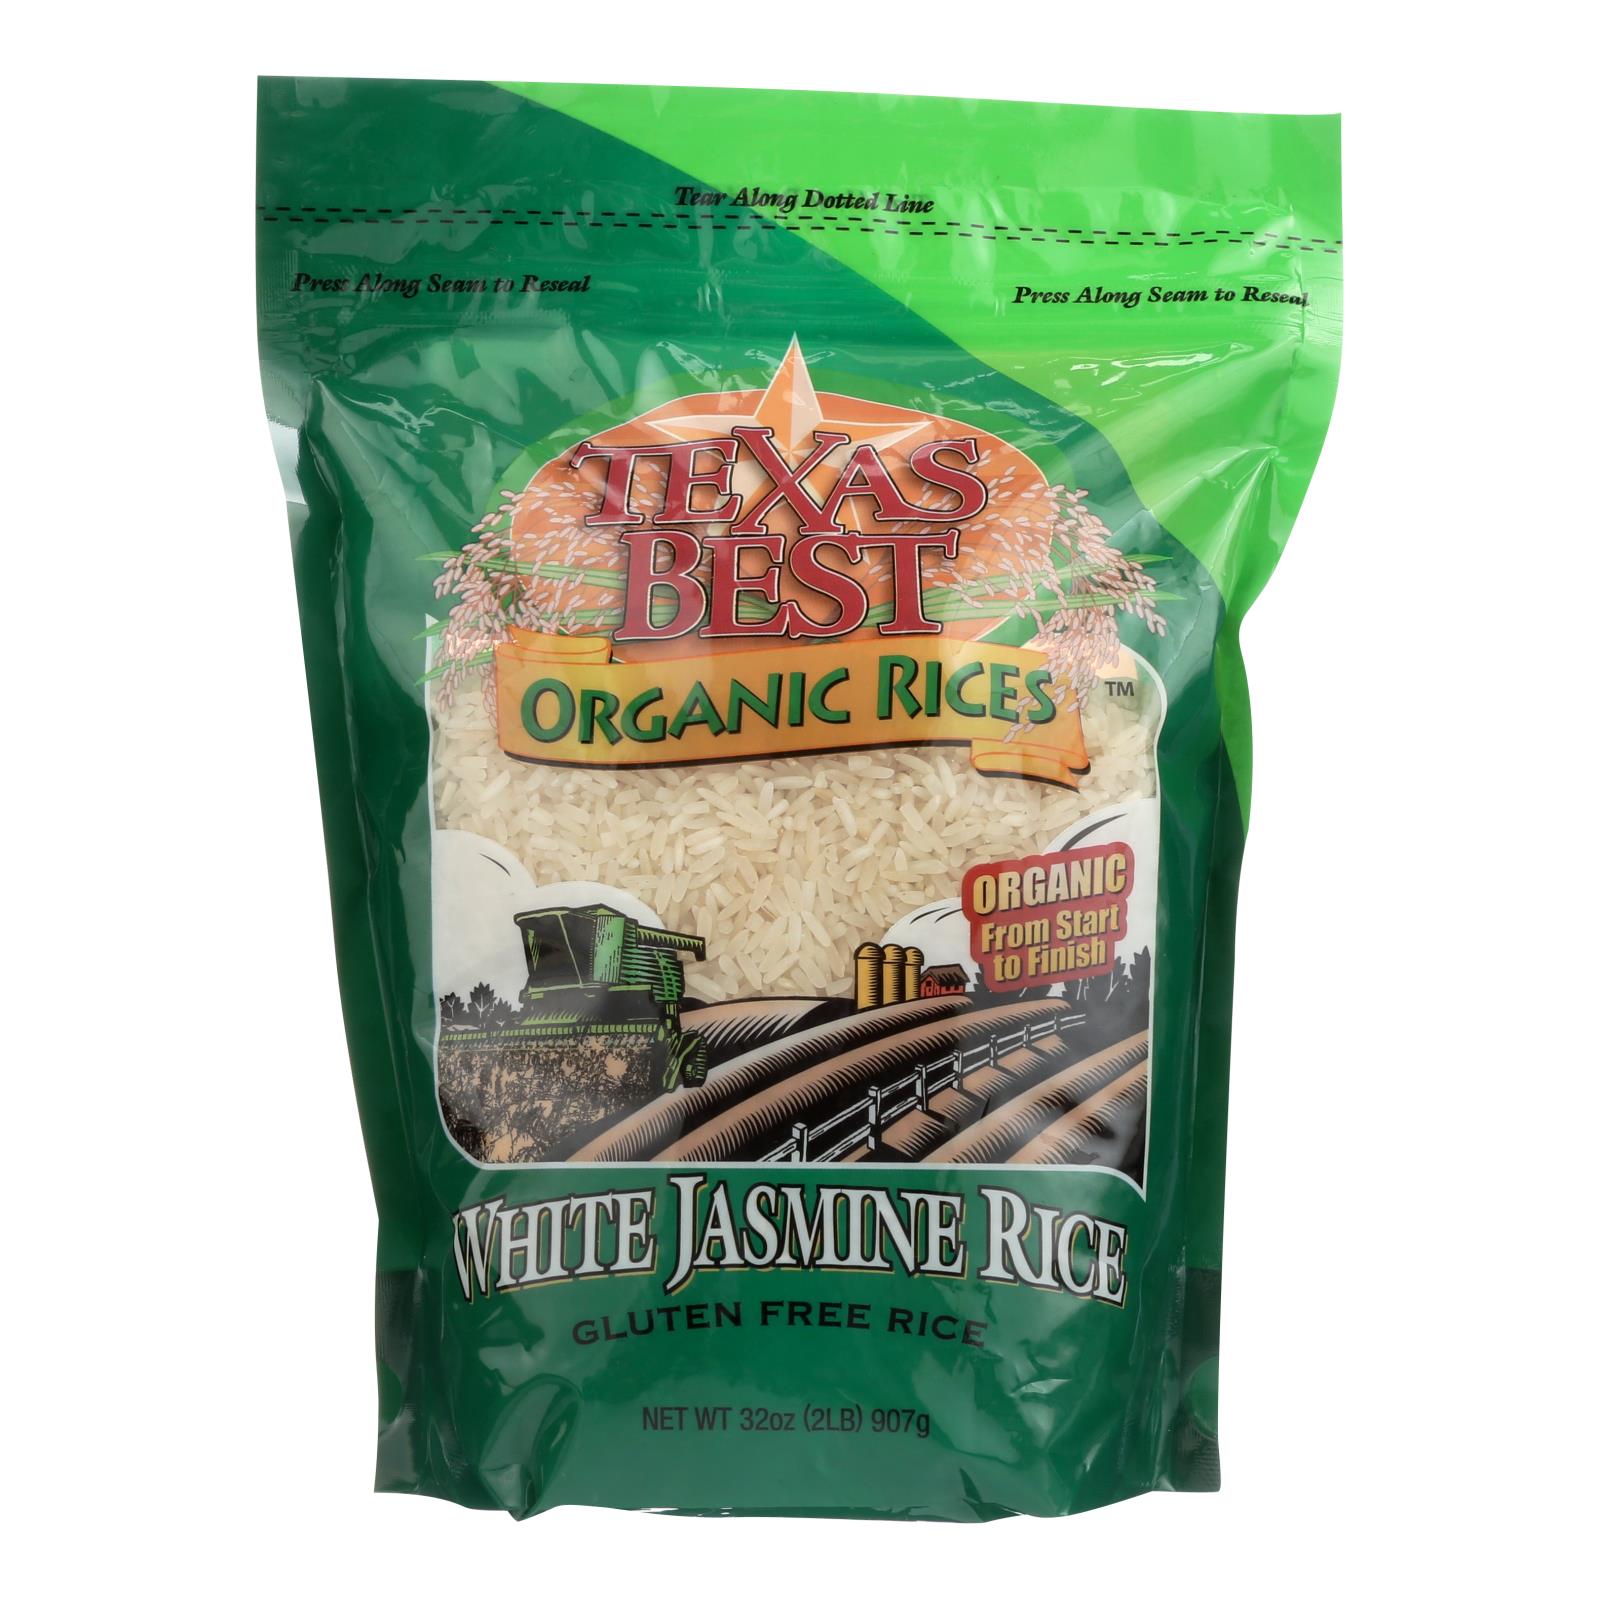 Tear Along Dotted Line
Press Along Seam to Reseal
Press Along Seam to Reseal
TEXAS
BEST
ORGANIC RICES
TM
ORGANIC
From Start
to Finish
WHITE JASMINE RICE
GLUTEN FREE RICE
NET WT 32oz (2LB) 907g